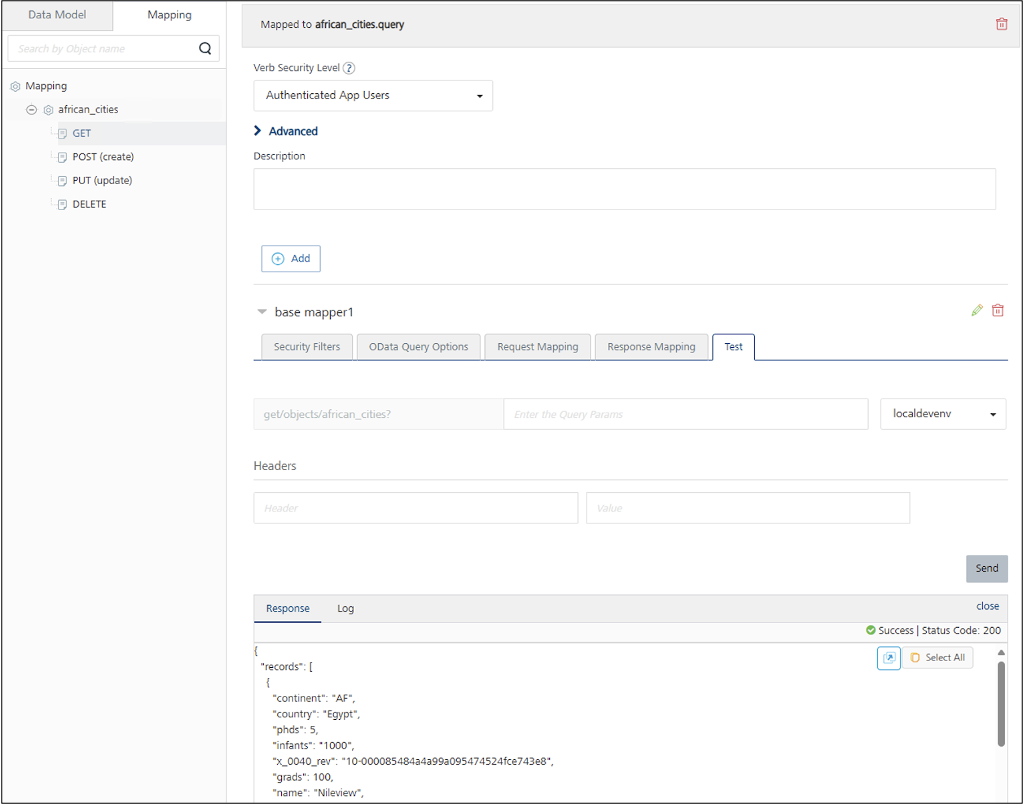 Data Model
Mapping
Search by Object name
Mapping
african_cities
GET
POST (create)
PUT (update)
DELETE
Mapped to african_cities.query
Verb Security Level ?
Authenticated App Users
Advanced
Description
Add
base mapper1
Security Filters
OData Query Options
Request Mapping
Response Mapping
Test
get/objects/african_cities?
Enter the Query Params
localdevenv
Headers
Header
Value
Send
Response
Log
close
Success | Status Code: 200
Select All
{
"records": [
{
"continent": "AF",
"country": "Egypt",
"phds": 5,
"infants": "1000",
"x_0040_rev": "10-000085484a4a99a095474524fce743e8",
"grads": 100,
"name": "Nileview",